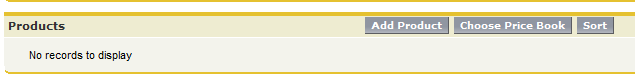 Products Add Product Choose Price Book Sort
No records to display